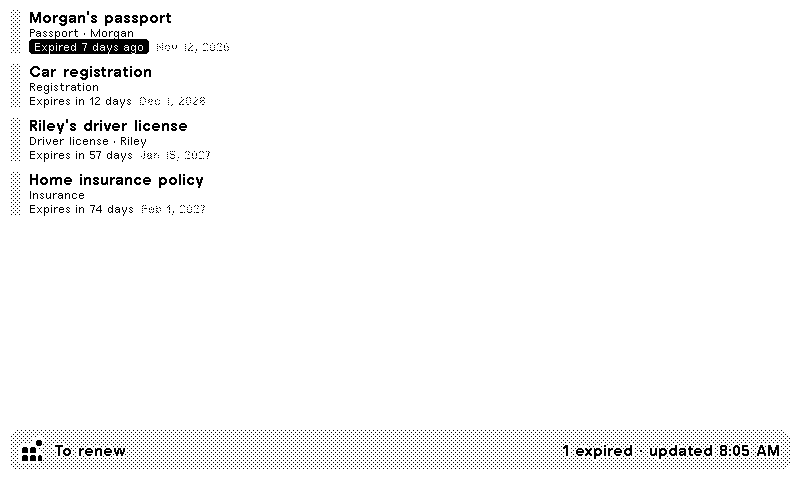 Morgan's passport
Passport · Morgan
Expired 7 days ago Nov 12, 2026
Car registration
Registration
Expires in 12 days Dec 1, 2026
Riley's driver license
Driver license · Riley
Expires in 57 days Jan 15, 2027
Home insurance policy
Insurance
Expires in 74 days Feb 1, 2027
To renew
1 expired · updated 8:05 AM